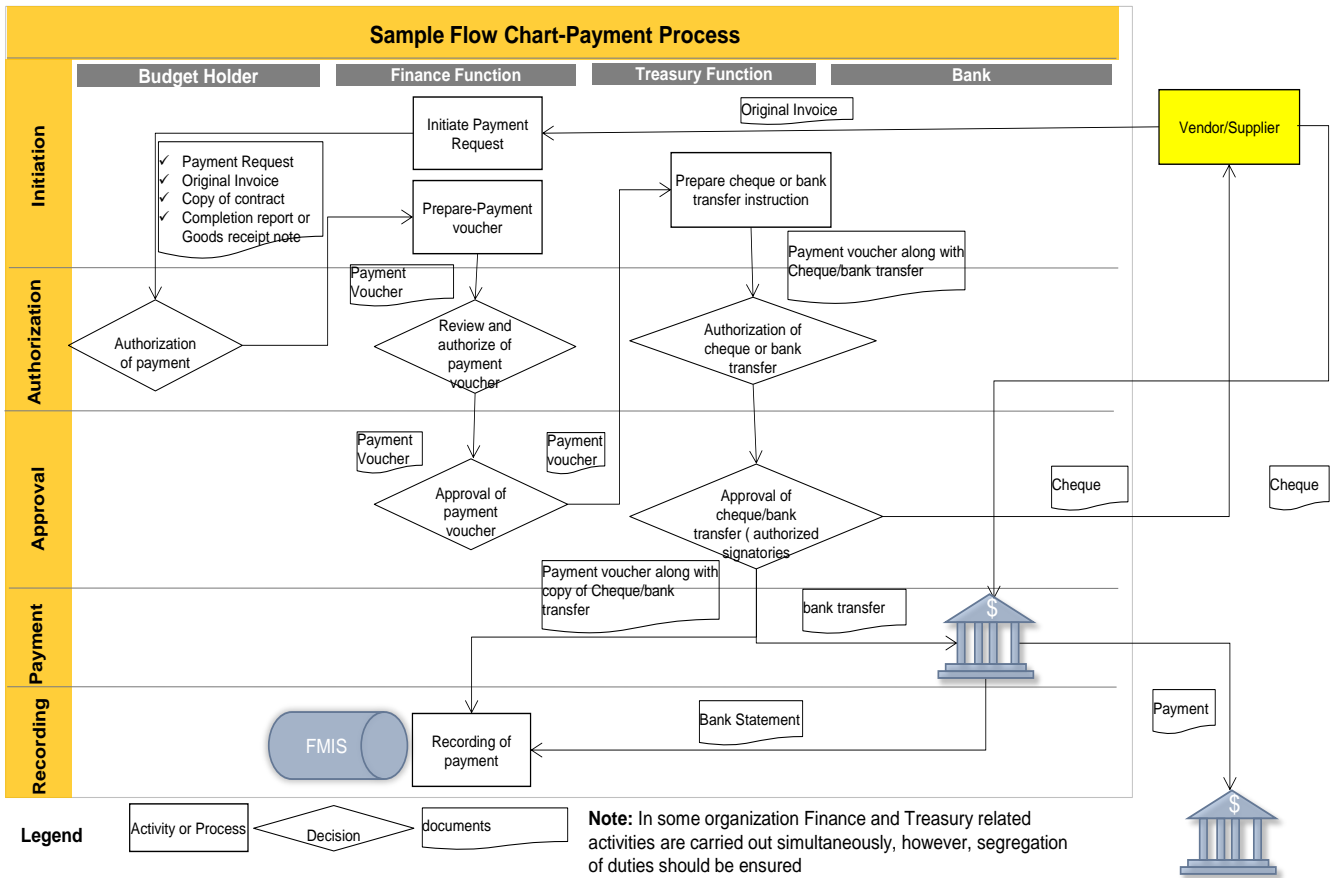 Sample Flow Chart-Payment Process
Budget Holder
Finance Function
Treasury Function
Bank
Initiation
Initiate Payment
Request
Original Invoice
Vendor/Supplier
✓ Payment Request
✓ Original Invoice
✓ Copy of contract
✓ Completion report or
Goods receipt note
Prepare-Payment
voucher
Prepare cheque or bank
transfer instruction
Payment voucher along with
Cheque/bank transfer
Authorization
Payment
Voucher
Authorization
of payment
Review and
authorize of
payment
voucher
Authorization of
cheque or bank
transfer
Approval
Payment
Voucher
Payment
voucher
Approval of
payment
voucher
Approval of
cheque/bank
transfer ( authorized
signatories
Cheque
Cheque
Payment
Payment voucher along with
copy of Cheque/bank
transfer
bank transfer
$
Recording
FMIS
Recording of
payment
Bank Statement
Payment
$
Legend
Activity or Process
Decision
documents
Note: In some organization Finance and Treasury related
activities are carried out simultaneously, however, segregation
of duties should be ensured